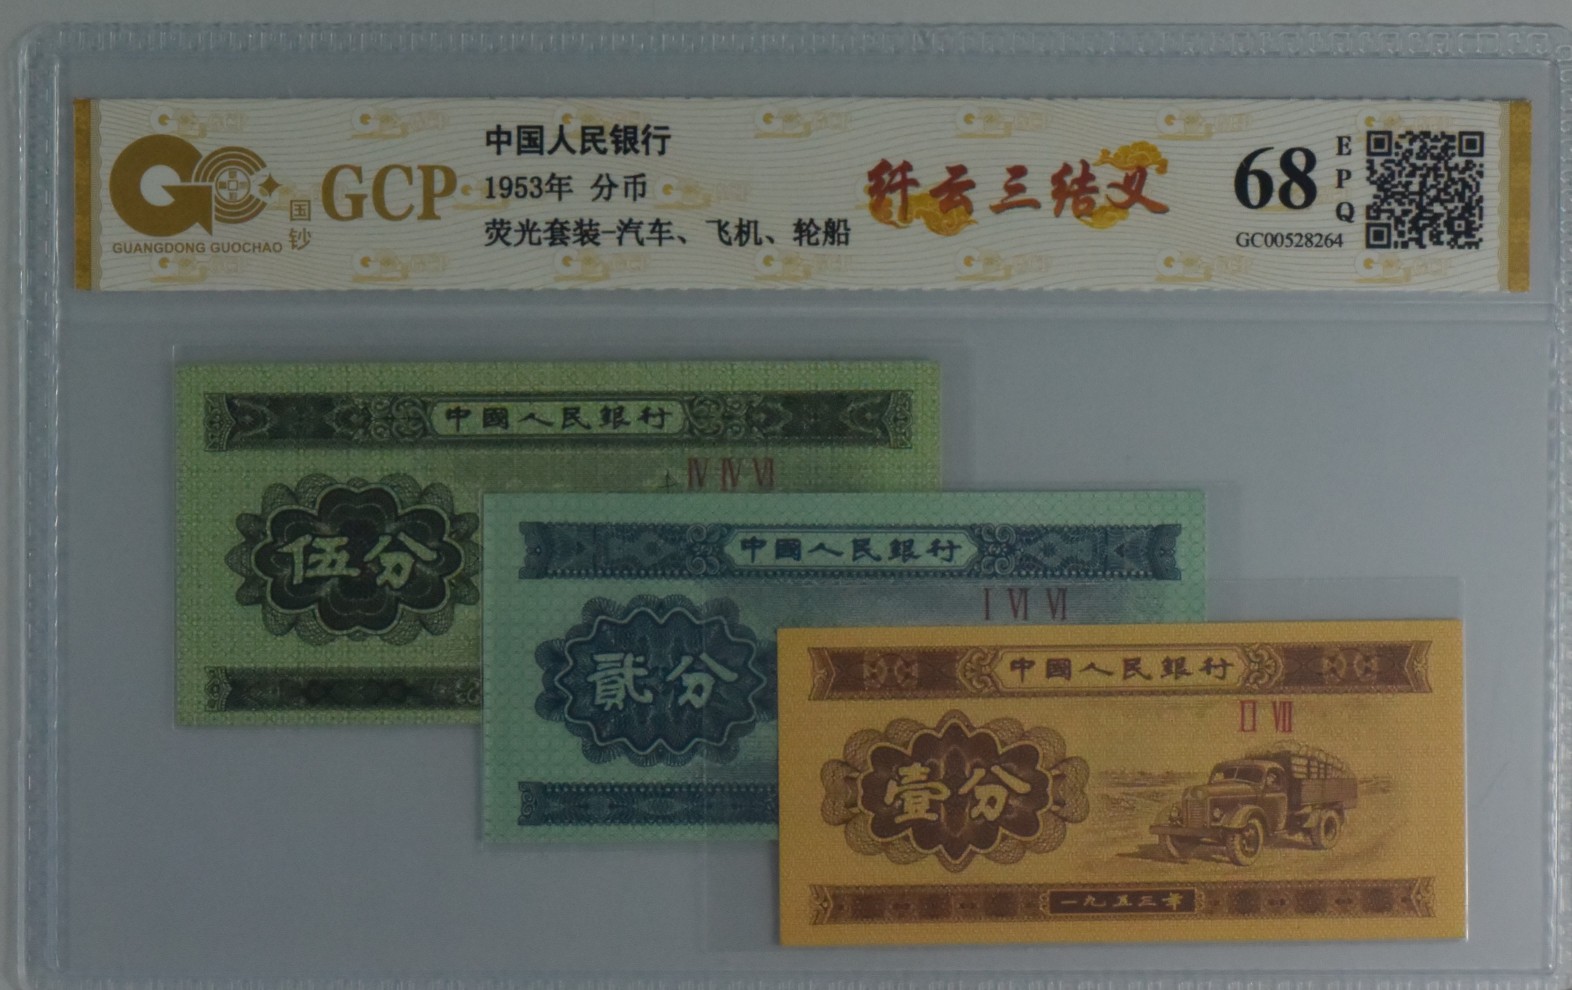 GCP
国钞
GUANGDONG GUOCHAO
中国人民银行
1953年 分币
荧光套装-汽车、飞机、轮船
纤云三结义
68
EPQ
GC00528264
中國人民銀行
Ⅳ Ⅳ Ⅵ
伍分
中國人民銀行
Ⅰ Ⅵ Ⅵ
貳分
中國人民銀行
Ⅱ Ⅶ
壹分
一九五三年